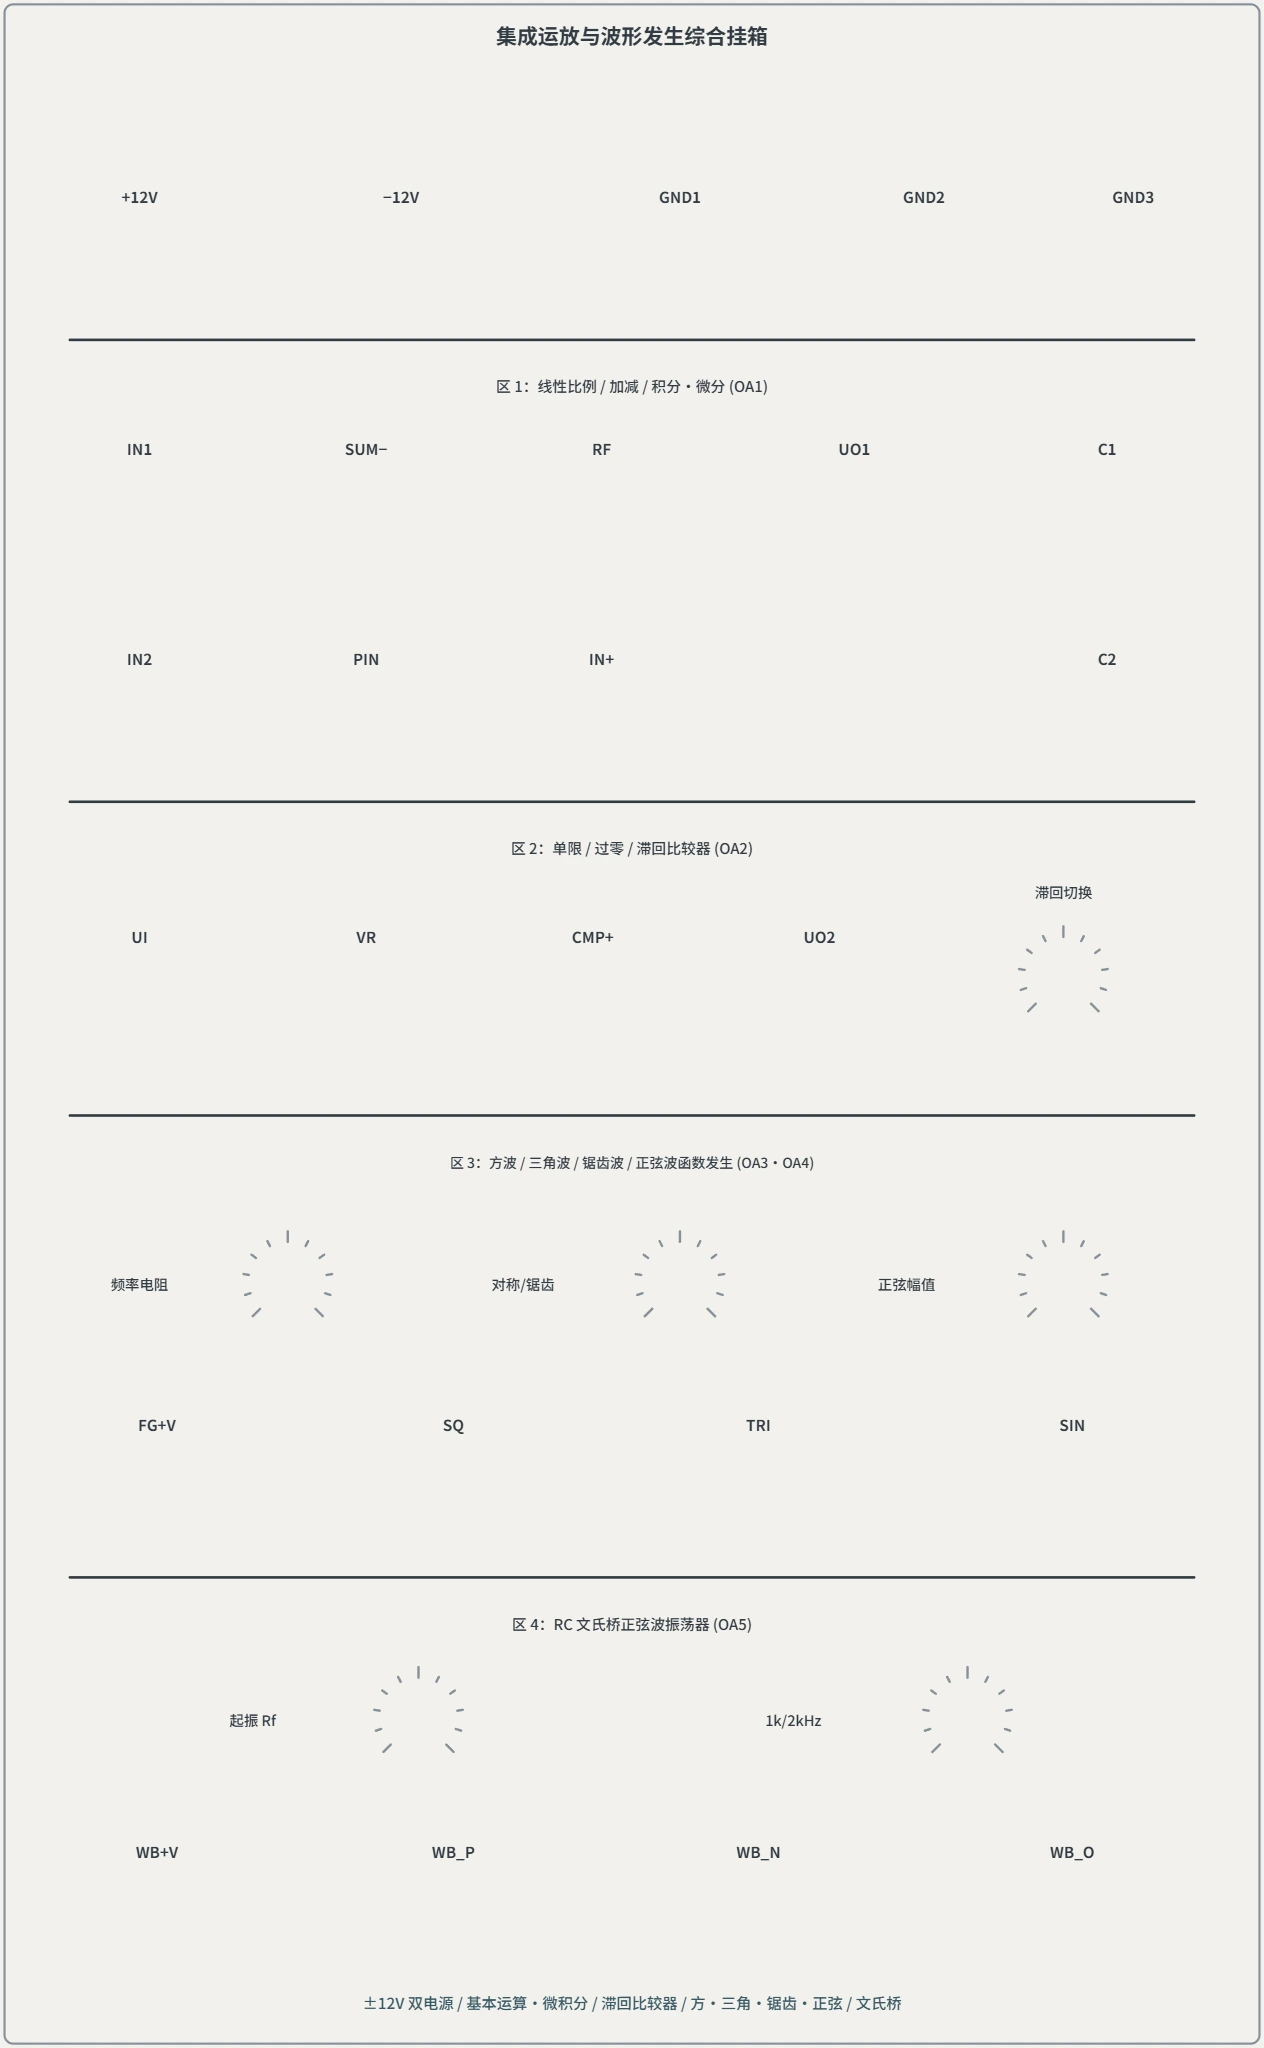 集成运放与波形发生综合挂箱
+12V −12V GND1 GND2 GND3
区 1：线性比例 / 加减 / 积分・微分 (OA1)
IN1 SUM− RF UO1 C1
IN2 PIN IN+ C2
区 2：单限 / 过零 / 滞回比较器 (OA2)
滞回切换
UI VR CMP+ UO2
区 3：方波 / 三角波 / 锯齿波 / 正弦波函数发生 (OA3・OA4)
频率电阻 对称/锯齿 正弦幅值
FG+V SQ TRI SIN
区 4：RC 文氏桥正弦波振荡器 (OA5)
起振 Rf 1k/2kHz
WB+V WB_P WB_N WB_O
±12V 双电源 / 基本运算・微积分 / 滞回比较器 / 方・三角・锯齿・正弦 / 文氏桥